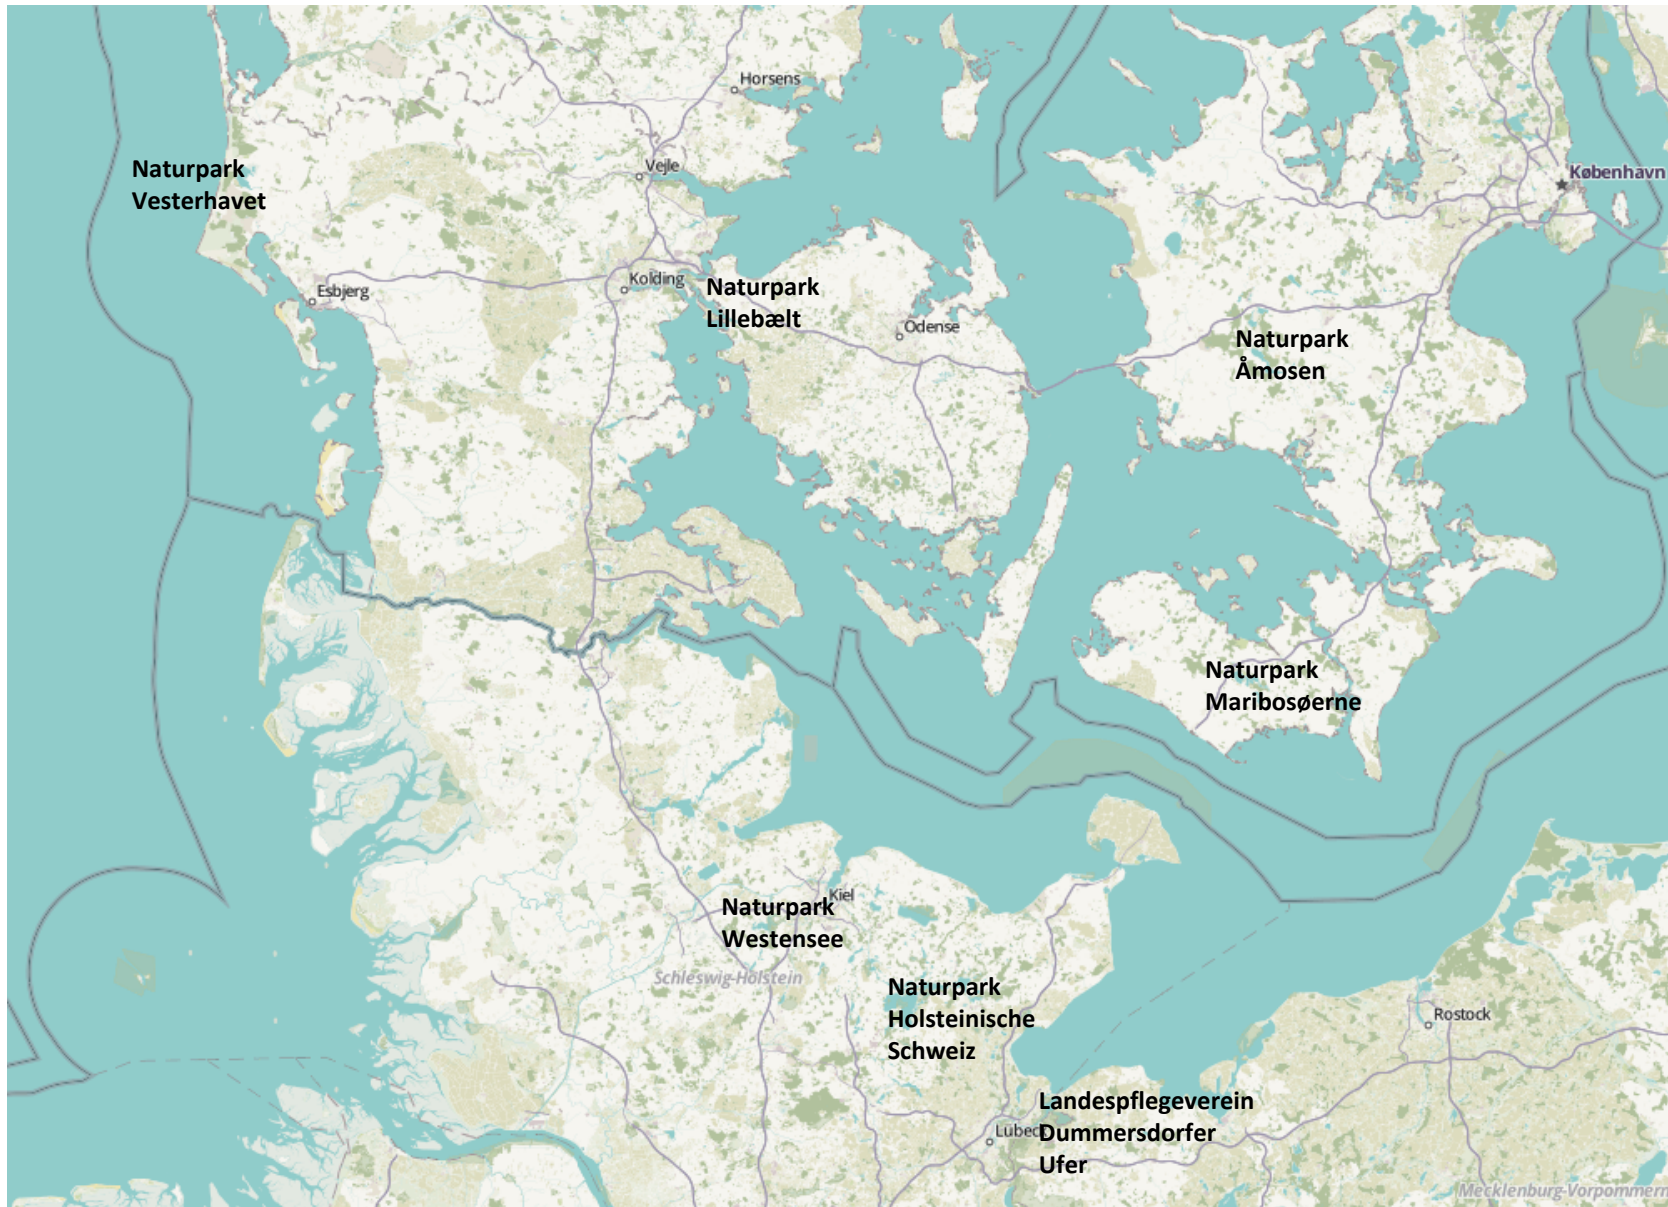 Horsens
Naturpark
Vesterhavet
Vejle
København
Esbjerg
Kolding
Naturpark
Lillebælt
Odense
Naturpark
Åmosen
Naturpark
Maribosøerne
Kiel
Naturpark
Westensee
Schleswig-Holstein
Naturpark
Holsteinische
Schweiz
Rostock
Landespflegeverein
Dummersdorfer
Ufer
Lübeck
Mecklenburg-Vorpommern